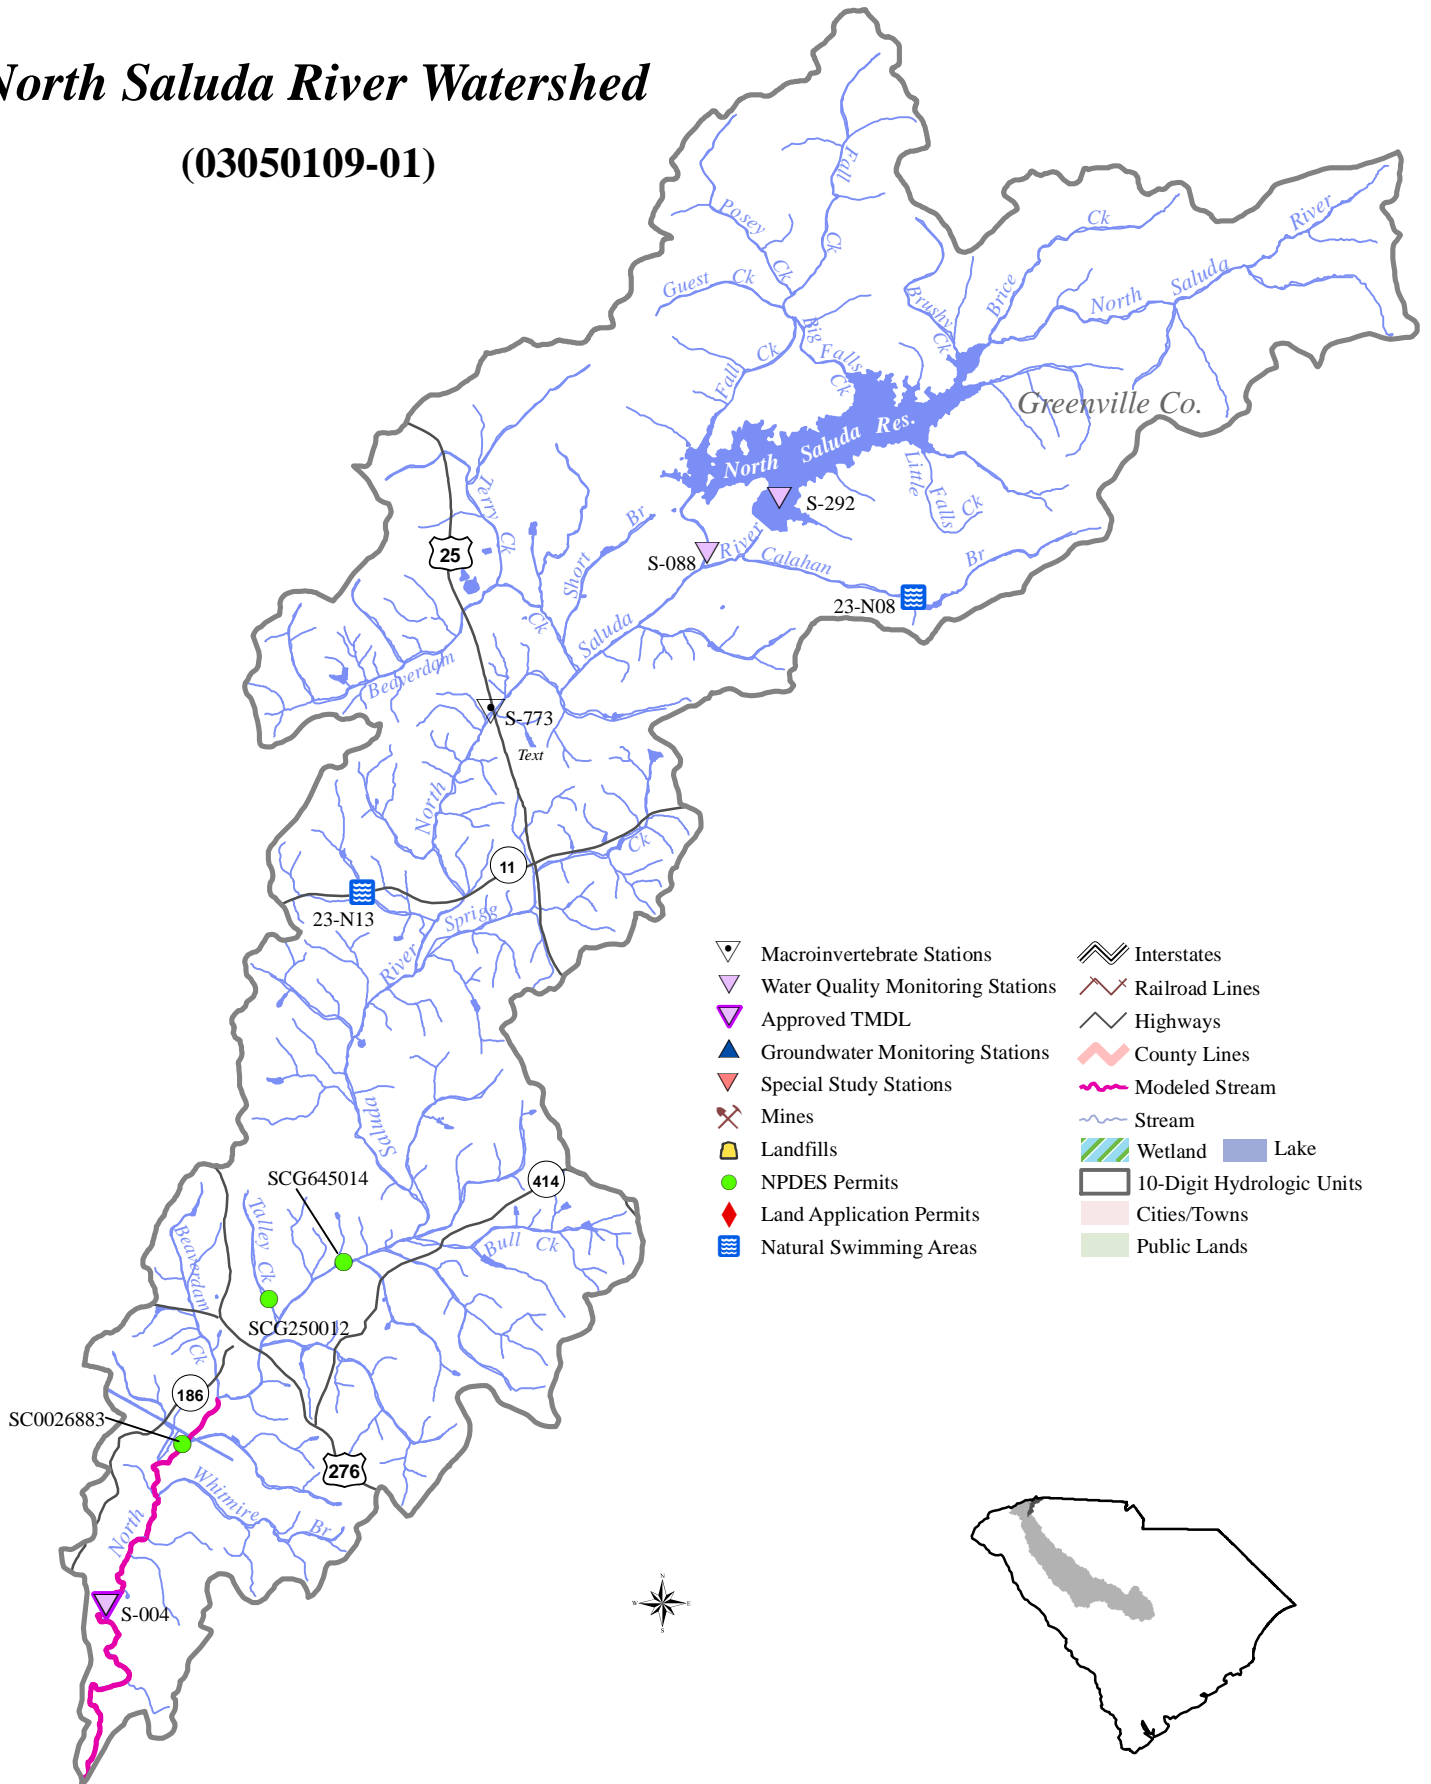 North Saluda River Watershed
(03050109-01)
Fall
Ck
Posey
Ck
Guest Ck
Big
Falls
Ck
Fall
Ck
Brushy
Ck
Brice
Ck
North
Saluda
River
Greenville Co.
North Saluda Res.
Little
Falls
Ck
S-292
S-088
River
Calahan
Br
23-N08
Terry
Ck
25
Short
Br
Ck
Saluda
Beaverdam
S-773
Text
North
11
Ck
23-N13
Sprigg
River
Saluda
SCG645014
414
Talley Ck
Bull Ck
Beaverdam
Ck
SCG250012
186
SC0026883
276
Whitmire
Br
North
S-004
Macroinvertebrate Stations
Water Quality Monitoring Stations
Approved TMDL
Groundwater Monitoring Stations
Special Study Stations
Mines
Landfills
NPDES Permits
Land Application Permits
Natural Swimming Areas
Interstates
Railroad Lines
Highways
County Lines
Modeled Stream
Stream
Wetland
Lake
10-Digit Hydrologic Units
Cities/Towns
Public Lands
N
W
E
S